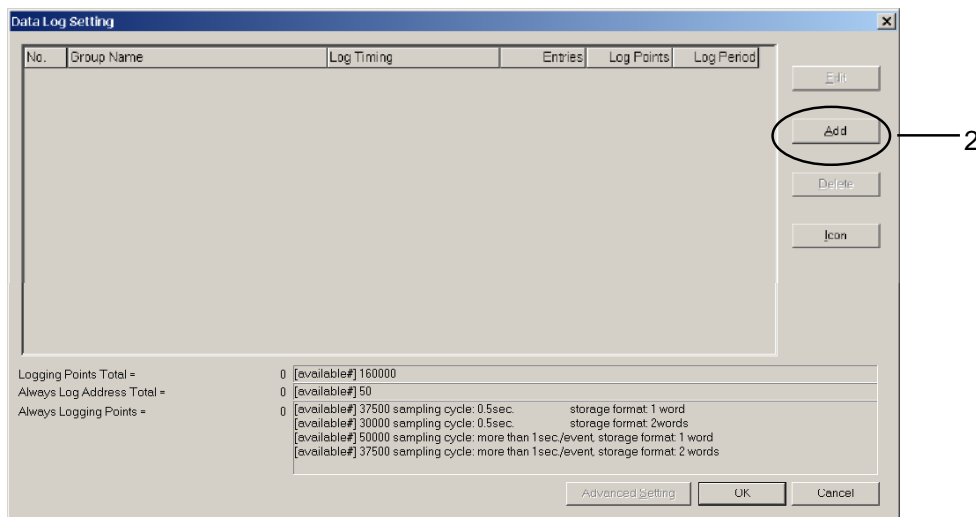 Data Log Setting
No. Group Name Log Timing Entries Log Points Log Period
Edit
Add
2
Delete
Icon
Logging Points Total = 0 [available#] 160000
Always Log Address Total = 0 [available#] 50
Always Logging Points = 0 [available#] 37500 sampling cycle: 0.5sec. storage format: 1 word
[available#] 30000 sampling cycle: 0.5sec. storage format: 2words
[available#] 50000 sampling cycle: more than 1sec./event, storage format: 1 word
[available#] 37500 sampling cycle: more than 1sec./event, storage format: 2 words
Advanced Setting OK Cancel